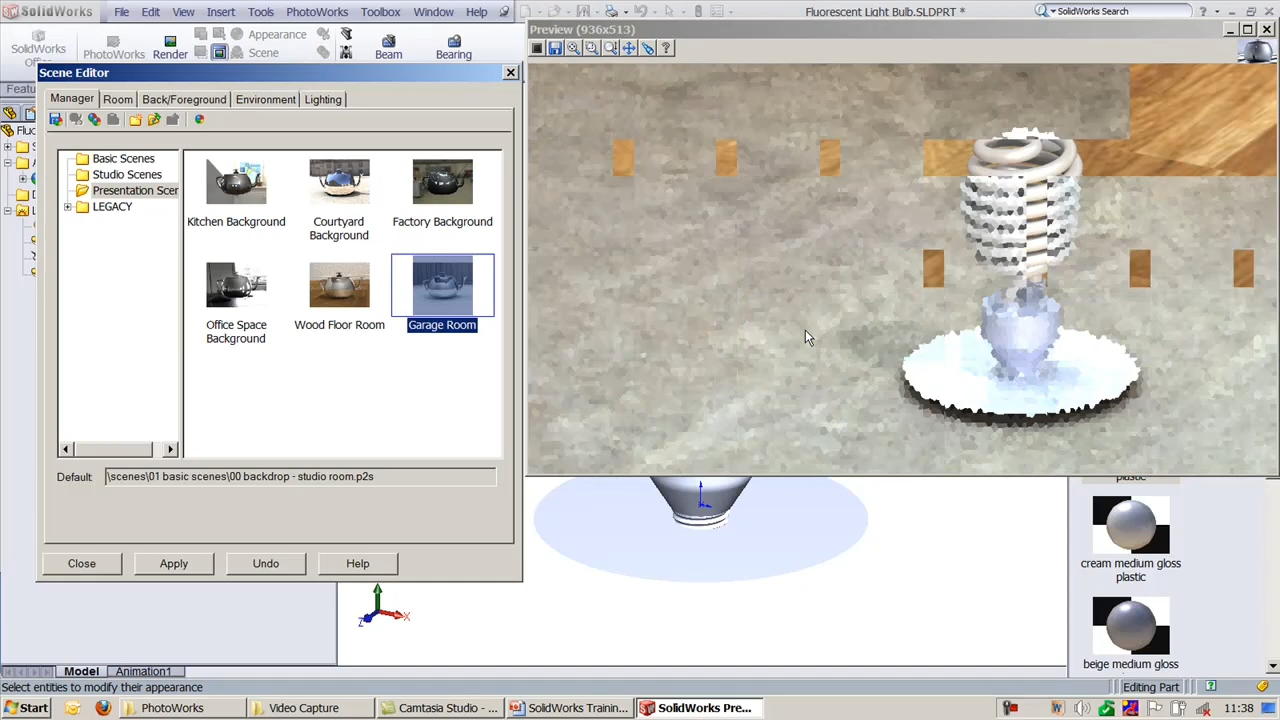 SolidWorks
File Edit View Insert Tools PhotoWorks Toolbox Window Help
Fluorescent Light Bulb.SLDPRT *
SolidWorks Search
SolidWorks
PhotoWorks
Render
Appearance
Scene
Beam
Bearing
Preview (936x513)
Scene Editor
Manager Room Back/Foreground Environment Lighting
Basic Scenes
Studio Scenes
Presentation Scer
LEGACY
Kitchen Background
Courtyard
Background
Factory Background
Office Space
Background
Wood Floor Room
Garage Room
Default:
\scenes\01 basic scenes\00 backdrop - studio room.p2s
Close Apply Undo Help
plastic
cream medium gloss
plastic
beige medium gloss
Z X
Model Animation1
Select entities to modify their appearance
Editing Part
Start
PhotoWorks
Video Capture
Camtasia Studio - ...
SolidWorks Trainin...
SolidWorks Pre...
11:38